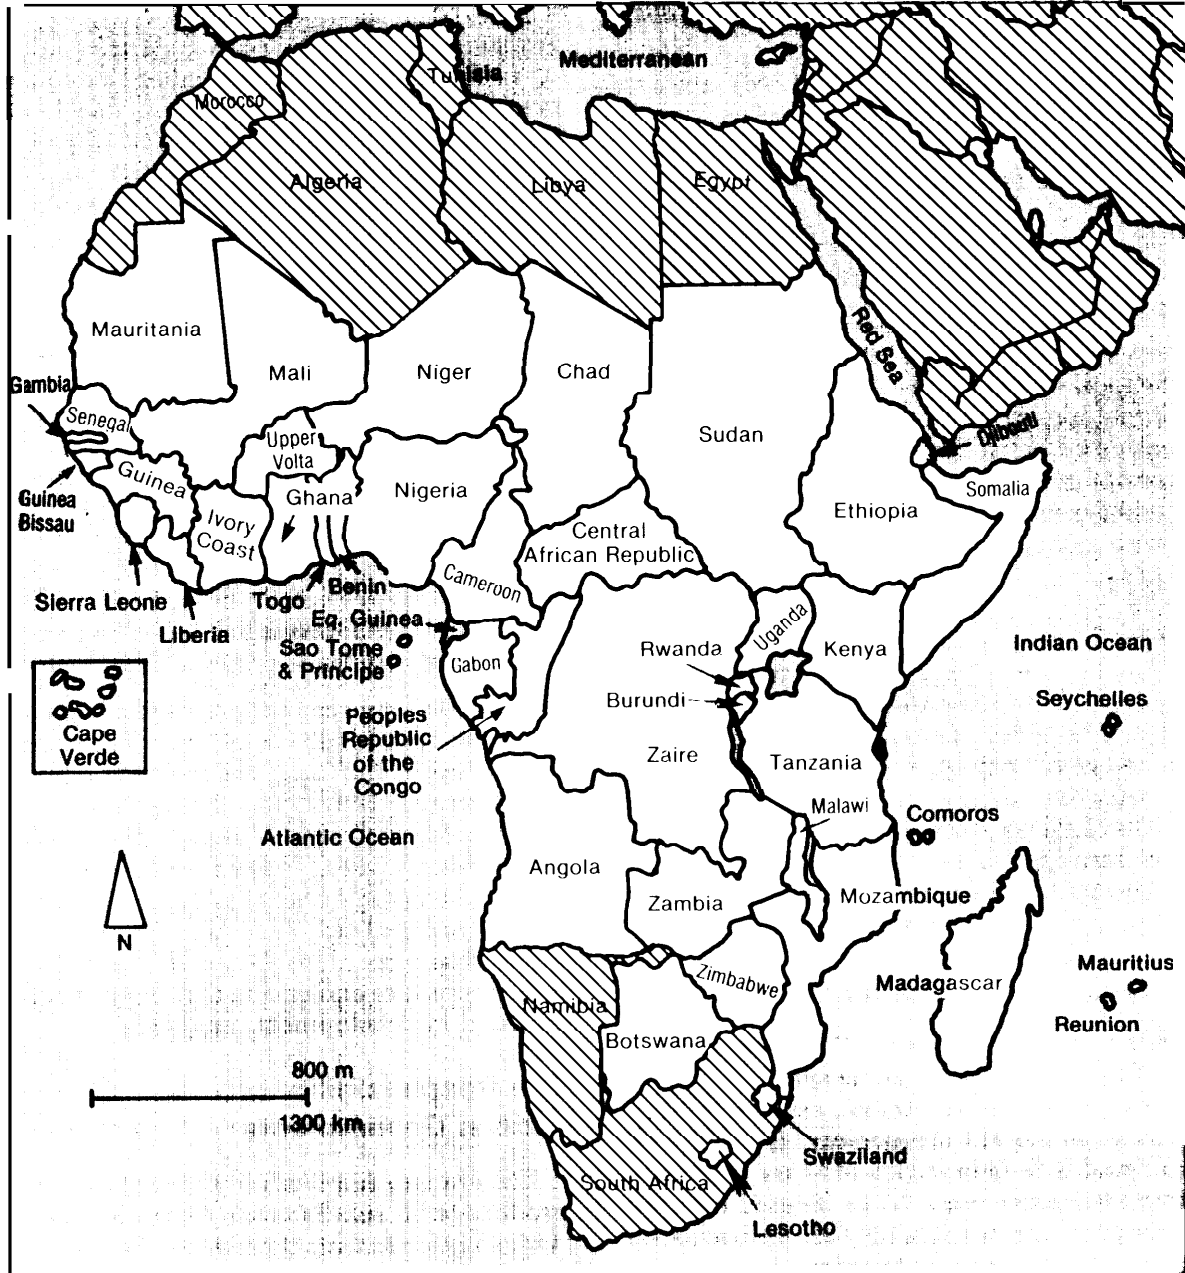 Mediterranean
Tunisia
Morocco
Algeria
Libya
Egypt
Red Sea
Mauritania
Mali
Niger
Chad
Sudan
Gambia
Senegal
Upper
Volta
Djibouti
Guinea
Bissau
Guinea
Ivory
Coast
Ghana
Nigeria
Central
African Republic
Ethiopia
Somalia
Sierra Leone
Liberia
Togo
Benin
Cameroon
Eq. Guinea
Sao Tome
& Principe
Gabon
Uganda
Kenya
Rwanda
Burundi
Indian Ocean
Seychelles
Cape
Verde
Peoples
Republic
of the
Congo
Zaire
Tanzania
Malawi
Comoros
Atlantic Ocean
Angola
Zambia
Mozambique
N
Zimbabwe
Madagascar
Mauritius
Reunion
Namibia
Botswana
800 m
1300 km
Swaziland
South Africa
Lesotho